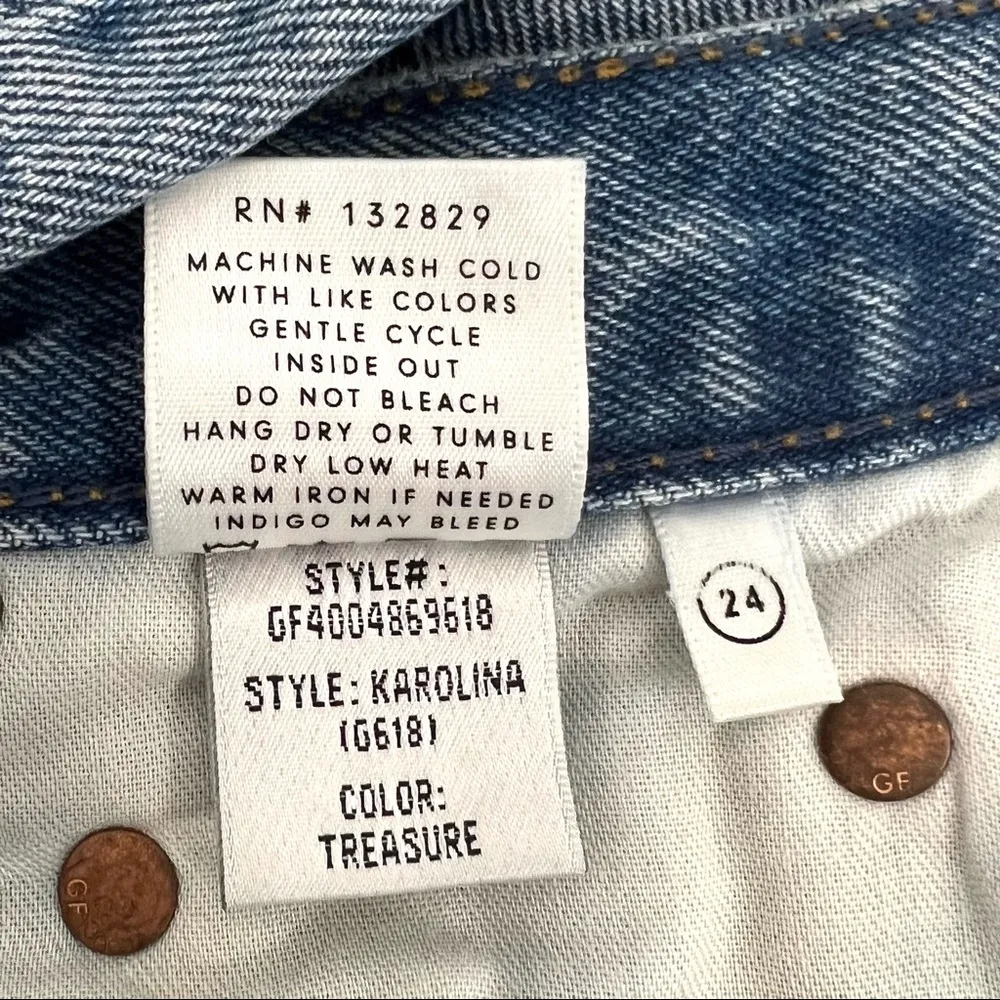 RN# 132829
MACHINE WASH COLD
WITH LIKE COLORS
GENTLE CYCLE
INSIDE OUT
DO NOT BLEACH
HANG DRY OR TUMBLE
DRY LOW HEAT
WARM IRON IF NEEDED
INDIGO MAY BLEED
STYLE#:
GF4004869618
STYLE: KAROLINA
(G618)
COLOR:
TREASURE
24
GF
GF